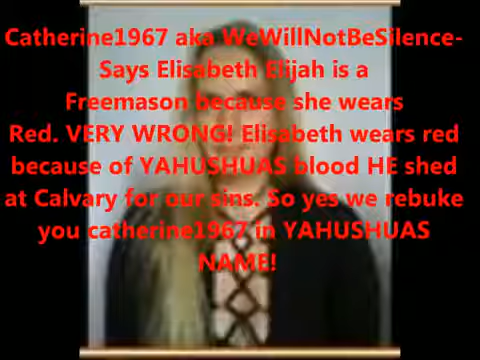 Catherine1967 aka WeWillNotBeSilence-
Says Elisabeth Elijah is a
Freemason because she wears
Red. VERY WRONG! Elisabeth wears red
because of YAHUSHUAS blood HE shed
at Calvary for our sins. So yes we rebuke
you catherine1967 in YAHUSHUAS
NAME!